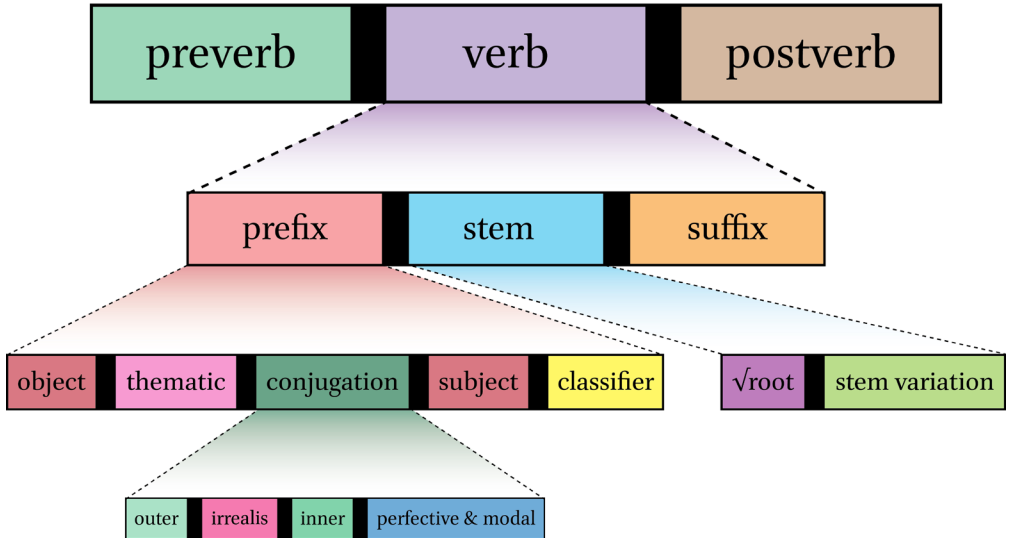 preverb verb postverb
prefix stem suffix
object thematic conjugation subject classifier √root stem variation
outer irrealis inner perfective & modal